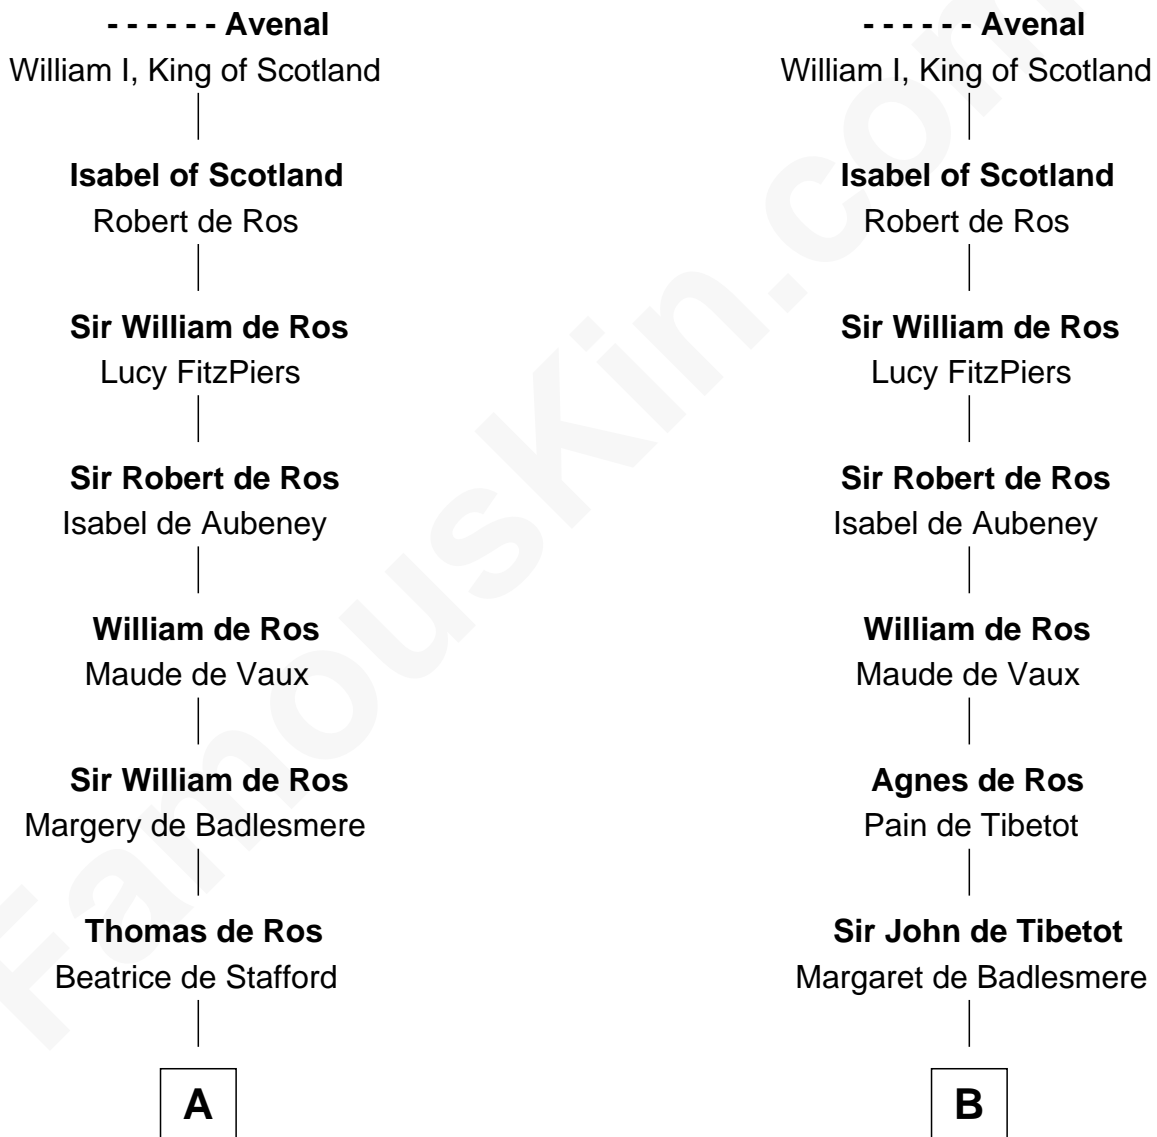 - - - - - - Avenal
William I, King of Scotland
Isabel of Scotland
Robert de Ros
Sir William de Ros
Lucy FitzPiers
Sir Robert de Ros
Isabel de Aubeney
William de Ros
Maude de Vaux
Sir William de Ros
Margery de Badlesmere
Thomas de Ros
Beatrice de Stafford
A
- - - - - - Avenal
William I, King of Scotland
Isabel of Scotland
Robert de Ros
Sir William de Ros
Lucy FitzPiers
Sir Robert de Ros
Isabel de Aubeney
William de Ros
Maude de Vaux
Agnes de Ros
Pain de Tibetot
Sir John de Tibetot
Margaret de Badlesmere
B
FamousKin.com